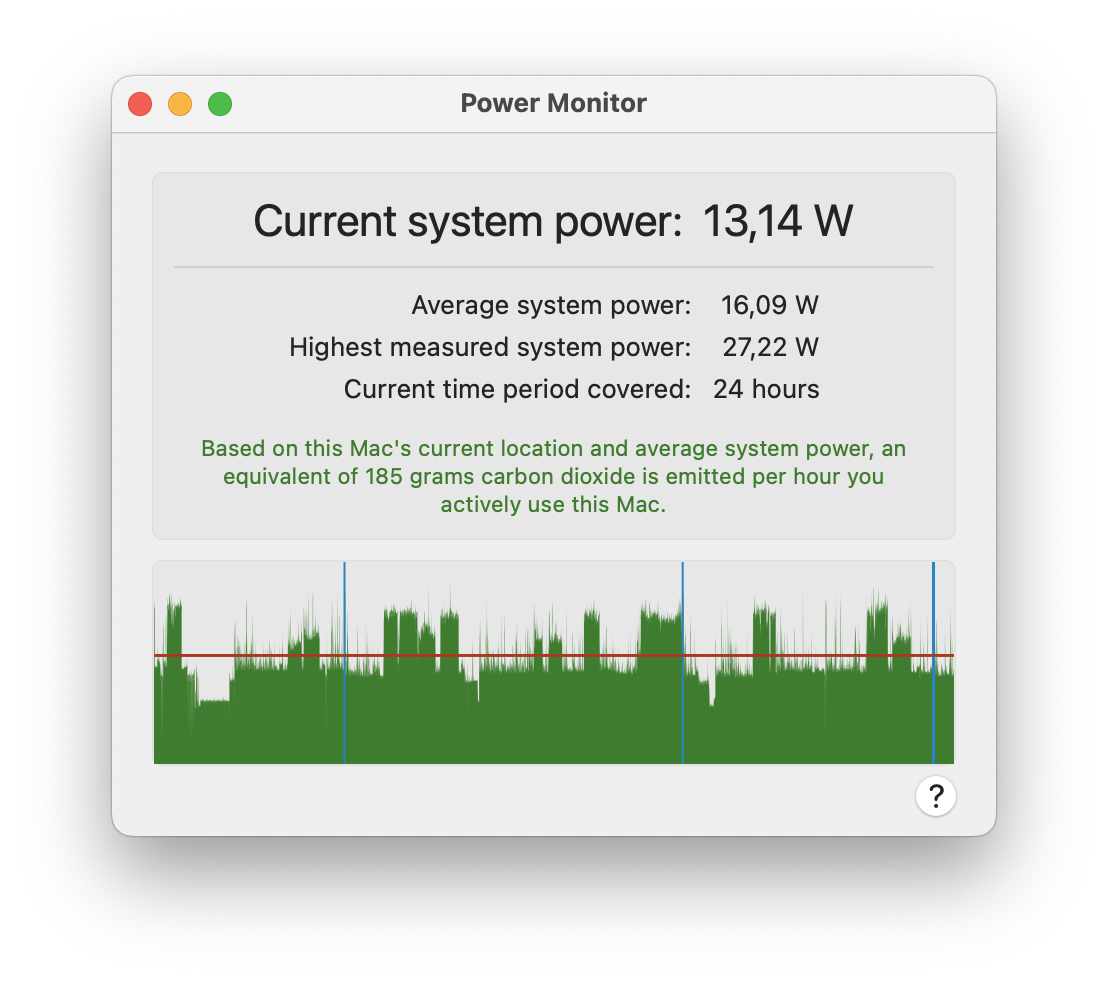 Power Monitor
Current system power: 13,14 W
Average system power: 16,09 W
Highest measured system power: 27,22 W
Current time period covered: 24 hours
Based on this Mac's current location and average system power, an
equivalent of 185 grams carbon dioxide is emitted per hour you
actively use this Mac.
?